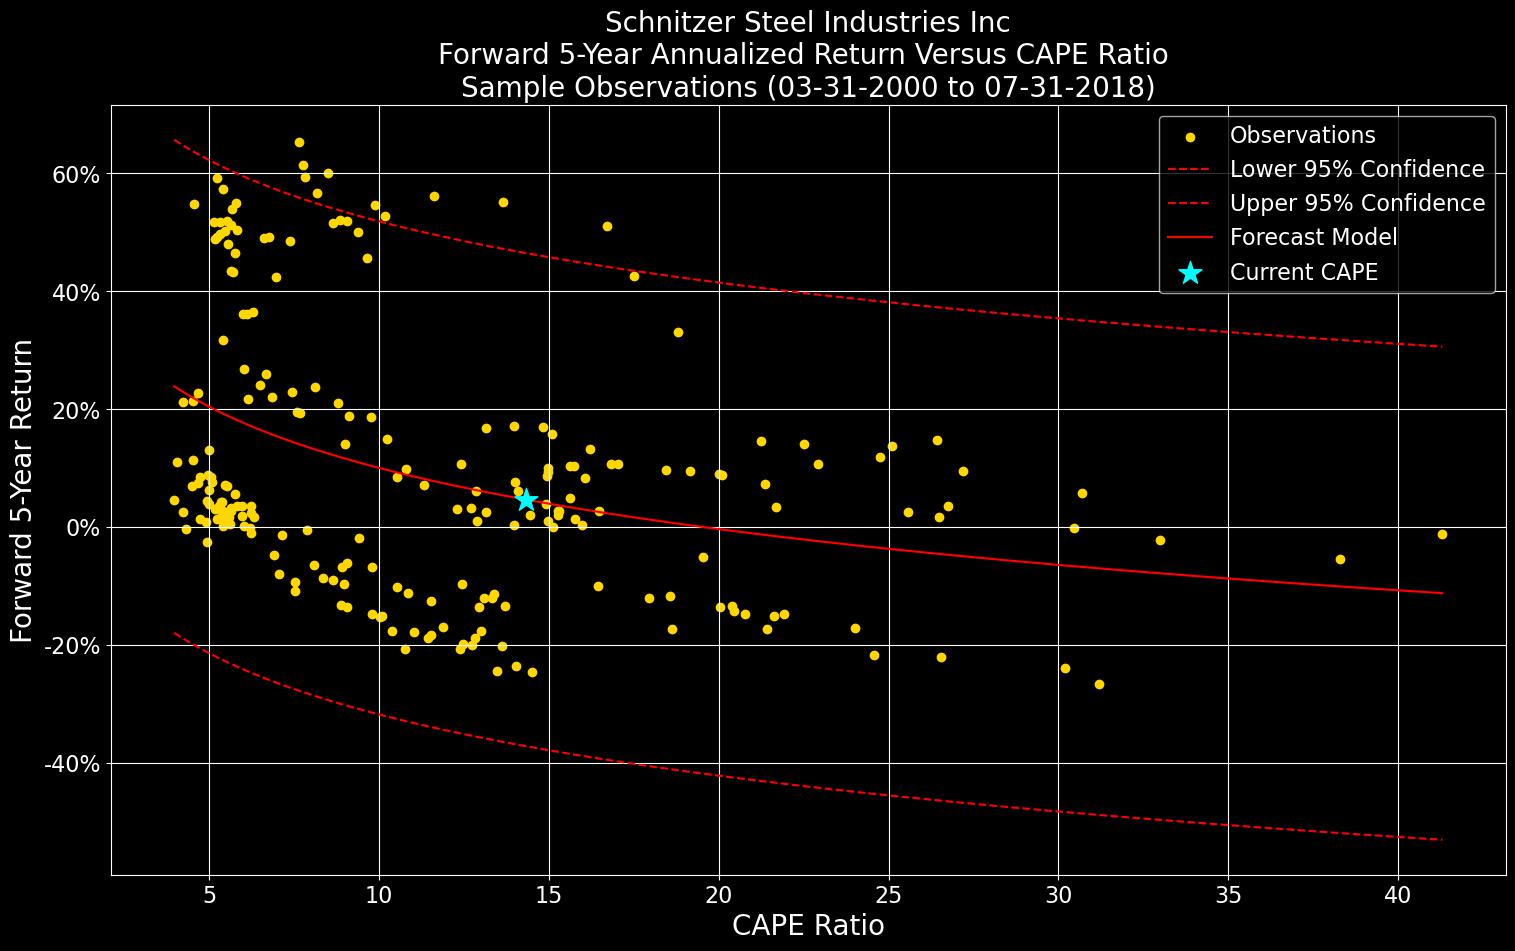 Schnitzer Steel Industries Inc
Forward 5-Year Annualized Return Versus CAPE Ratio
Sample Observations (03-31-2000 to 07-31-2018)
Observations
Lower 95% Confidence
Upper 95% Confidence
Forecast Model
Current CAPE
Forward 5-Year Return
60%
40%
20%
0%
-20%
-40%
5 10 15 20 25 30 35 40
CAPE Ratio